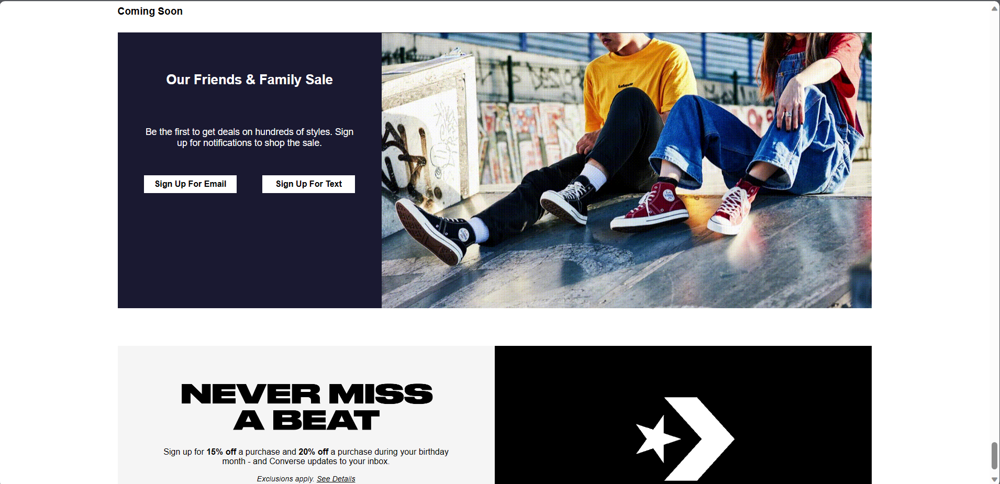 Coming Soon
Our Friends & Family Sale
Be the first to get deals on hundreds of styles. Sign
up for notifications to shop the sale.
Sign Up For Email
Sign Up For Text
Lafayette
NEVER MISS
A BEAT
Sign up for 15% off a purchase and 20% off a purchase during your birthday
month - and Converse updates to your inbox.
Exclusions apply. See Details